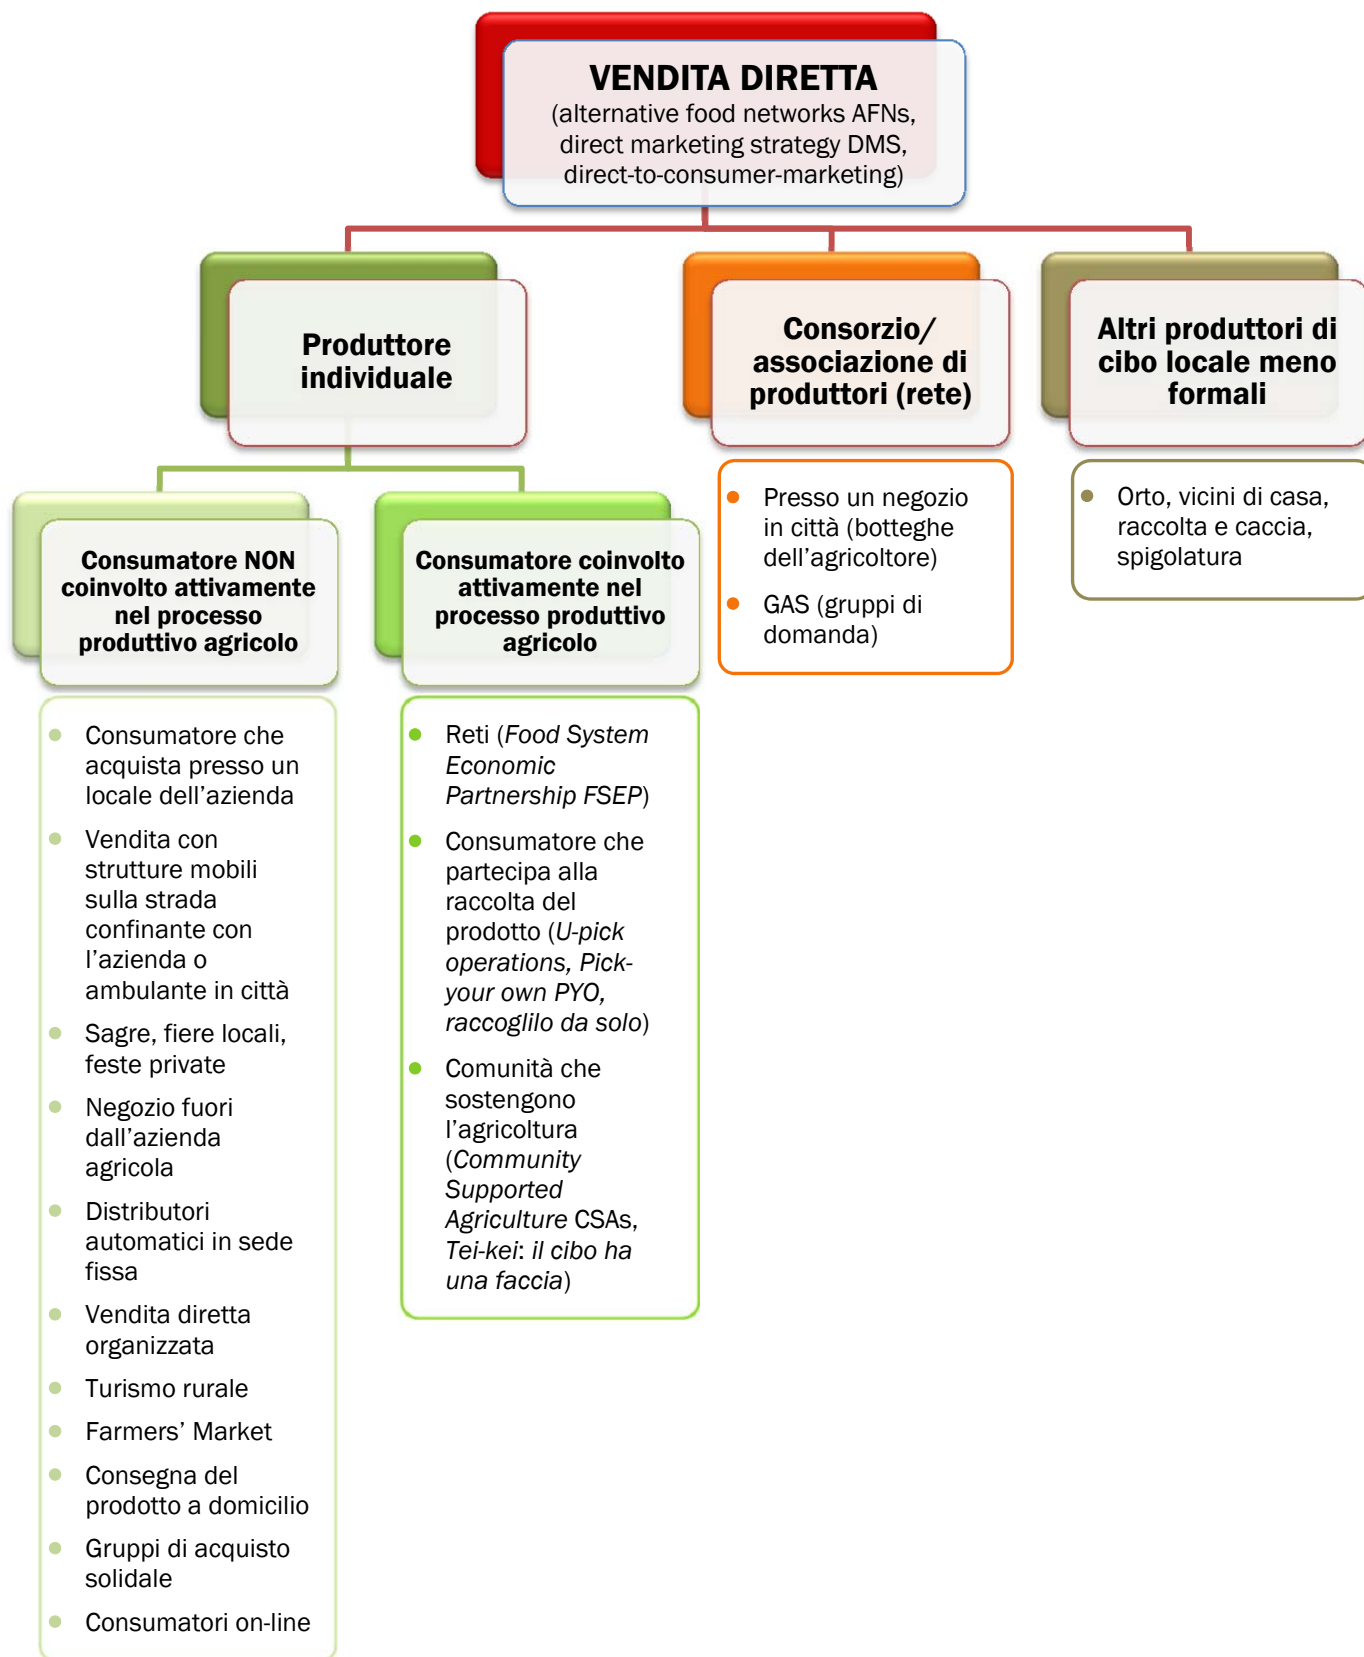 VENDITA DIRETTA
(alternative food networks AFNs,
direct marketing strategy DMS,
direct-to-consumer-marketing)
Produttore
individuale
Consorzio/
associazione di
produttori (rete)
Altri produttori di
cibo locale meno
formali
Consumatore NON
coinvolto attivamente
nel processo
produttivo agricolo
Consumatore coinvolto
attivamente nel
processo produttivo
agricolo
• Presso un negozio
in città (botteghe
dell’agricoltore)
• GAS (gruppi di
domanda)
• Orto, vicini di casa,
raccolta e caccia,
spigolatura
• Consumatore che
acquista presso un
locale dell’azienda
• Vendita con
strutture mobili
sulla strada
confinante con
l’azienda o
ambulante in città
• Sagre, fiere locali,
feste private
• Negozio fuori
dall’azienda
agricola
• Distributori
automatici in sede
fissa
• Vendita diretta
organizzata
• Turismo rurale
• Farmers’ Market
• Consegna del
prodotto a domicilio
• Gruppi di acquisto
solidale
• Consumatori on-line
• Reti (Food System
Economic
Partnership FSEP)
• Consumatore che
partecipa alla
raccolta del
prodotto (U-pick
operations, Pick-
your own PYO,
raccoglilo da solo)
• Comunità che
sostengono
l’agricoltura
(Community
Supported
Agriculture CSAs,
Tei-kei: il cibo ha
una faccia)